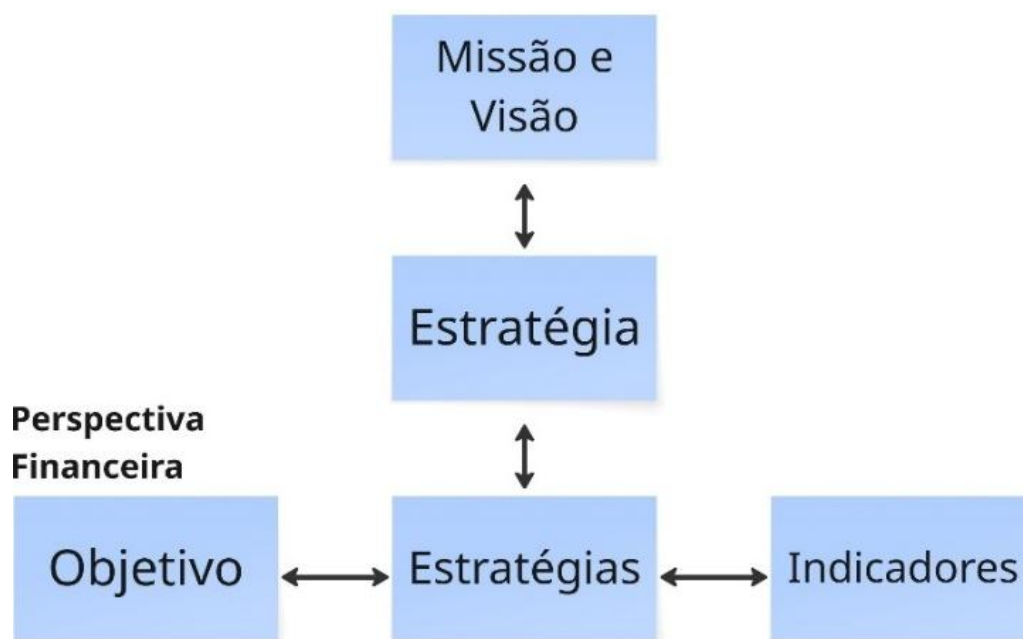 Missão e
Visão
Estratégia
Perspectiva
Financeira
Objetivo
Estratégias
Indicadores